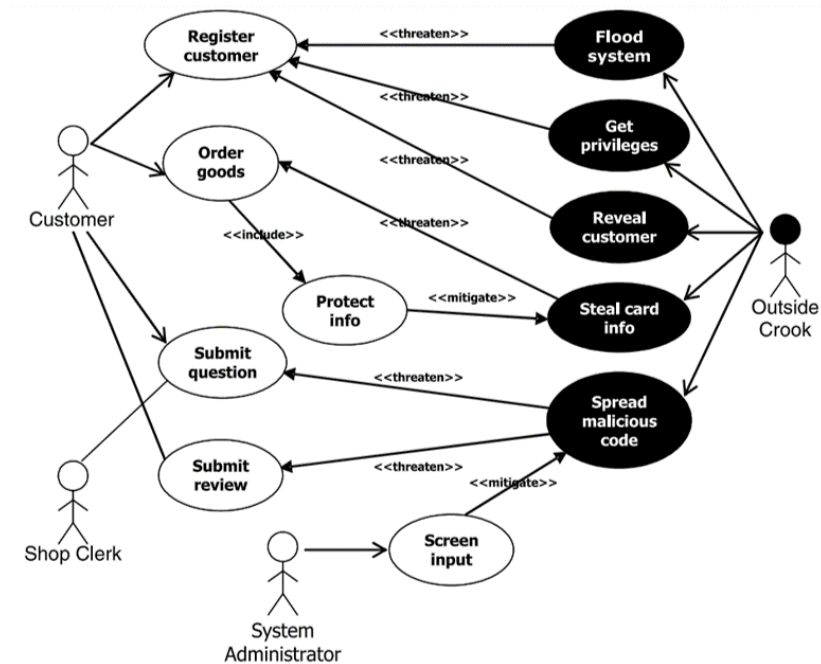 Register
customer
<<threaten>>
Flood
system
<<threaten>>
Get
privileges
Order
goods
<<threaten>>
Customer
<<include>>
<<threaten>>
Reveal
customer
Protect
info
<<mitigate>>
Steal card
info
Outside
Crook
Submit
question
<<threaten>>
Spread
malicious
code
Submit
review
<<threaten>>
<<mitigate>>
Shop Clerk
Screen
input
System
Administrator